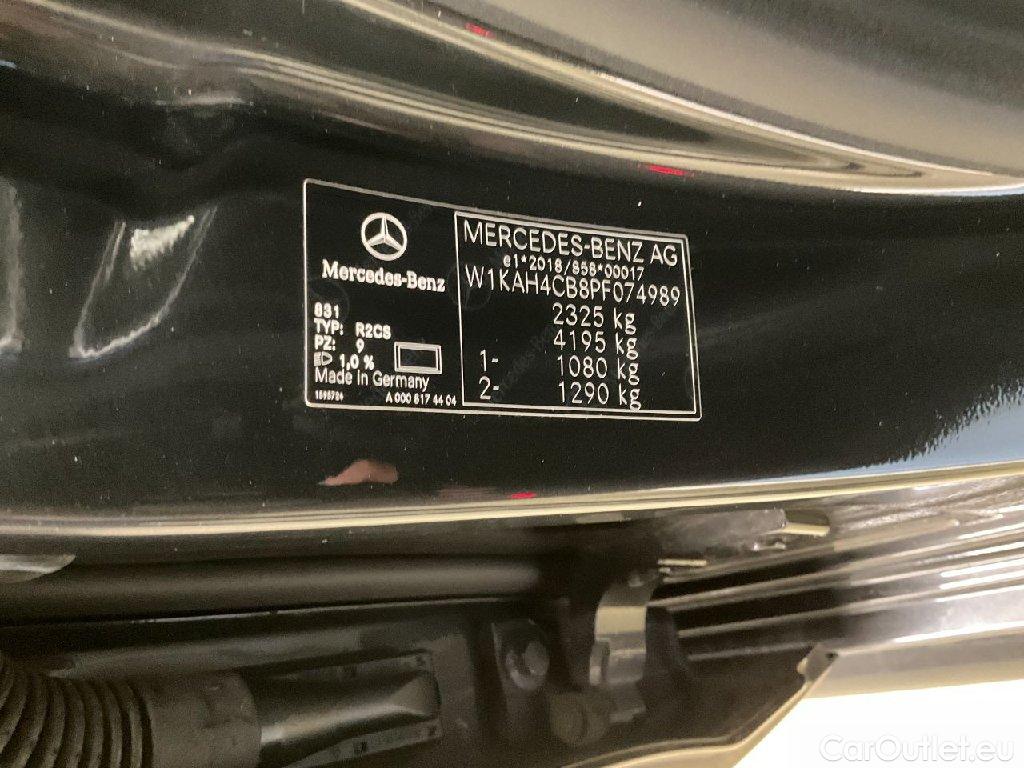 Mercedes-Benz
831
TYP: R2CS
PZ: 9
1,0 %
Made in Germany
A 000 817 44 04
MERCEDES-BENZ AG
e1*2018/858*00017
W1KAH4CB8PF074989
2325 kg
4195 kg
1- 1080 kg
2- 1290 kg
CarOutlet.eu